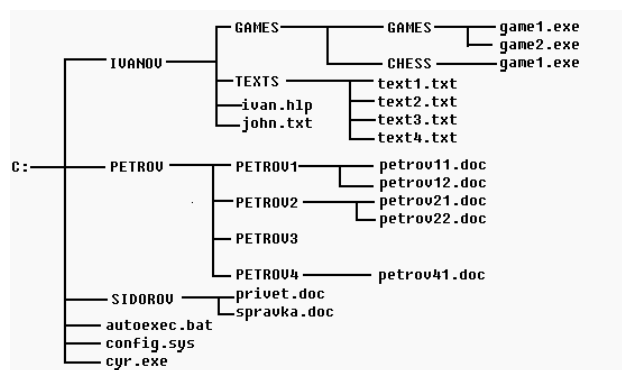 GAMES GAMES game1.exe
game2.exe
IVANOV CHESS game1.exe
TEXTS text1.txt
ivan.hlp text2.txt
john.txt text3.txt
text4.txt
C: PETROV PETROV1 petrov11.doc
petrov12.doc
PETROV2 petrov21.doc
petrov22.doc
PETROV3
PETROV4 petrov41.doc
SIDOROV privet.doc
spravka.doc
autoexec.bat
config.sys
cyr.exe